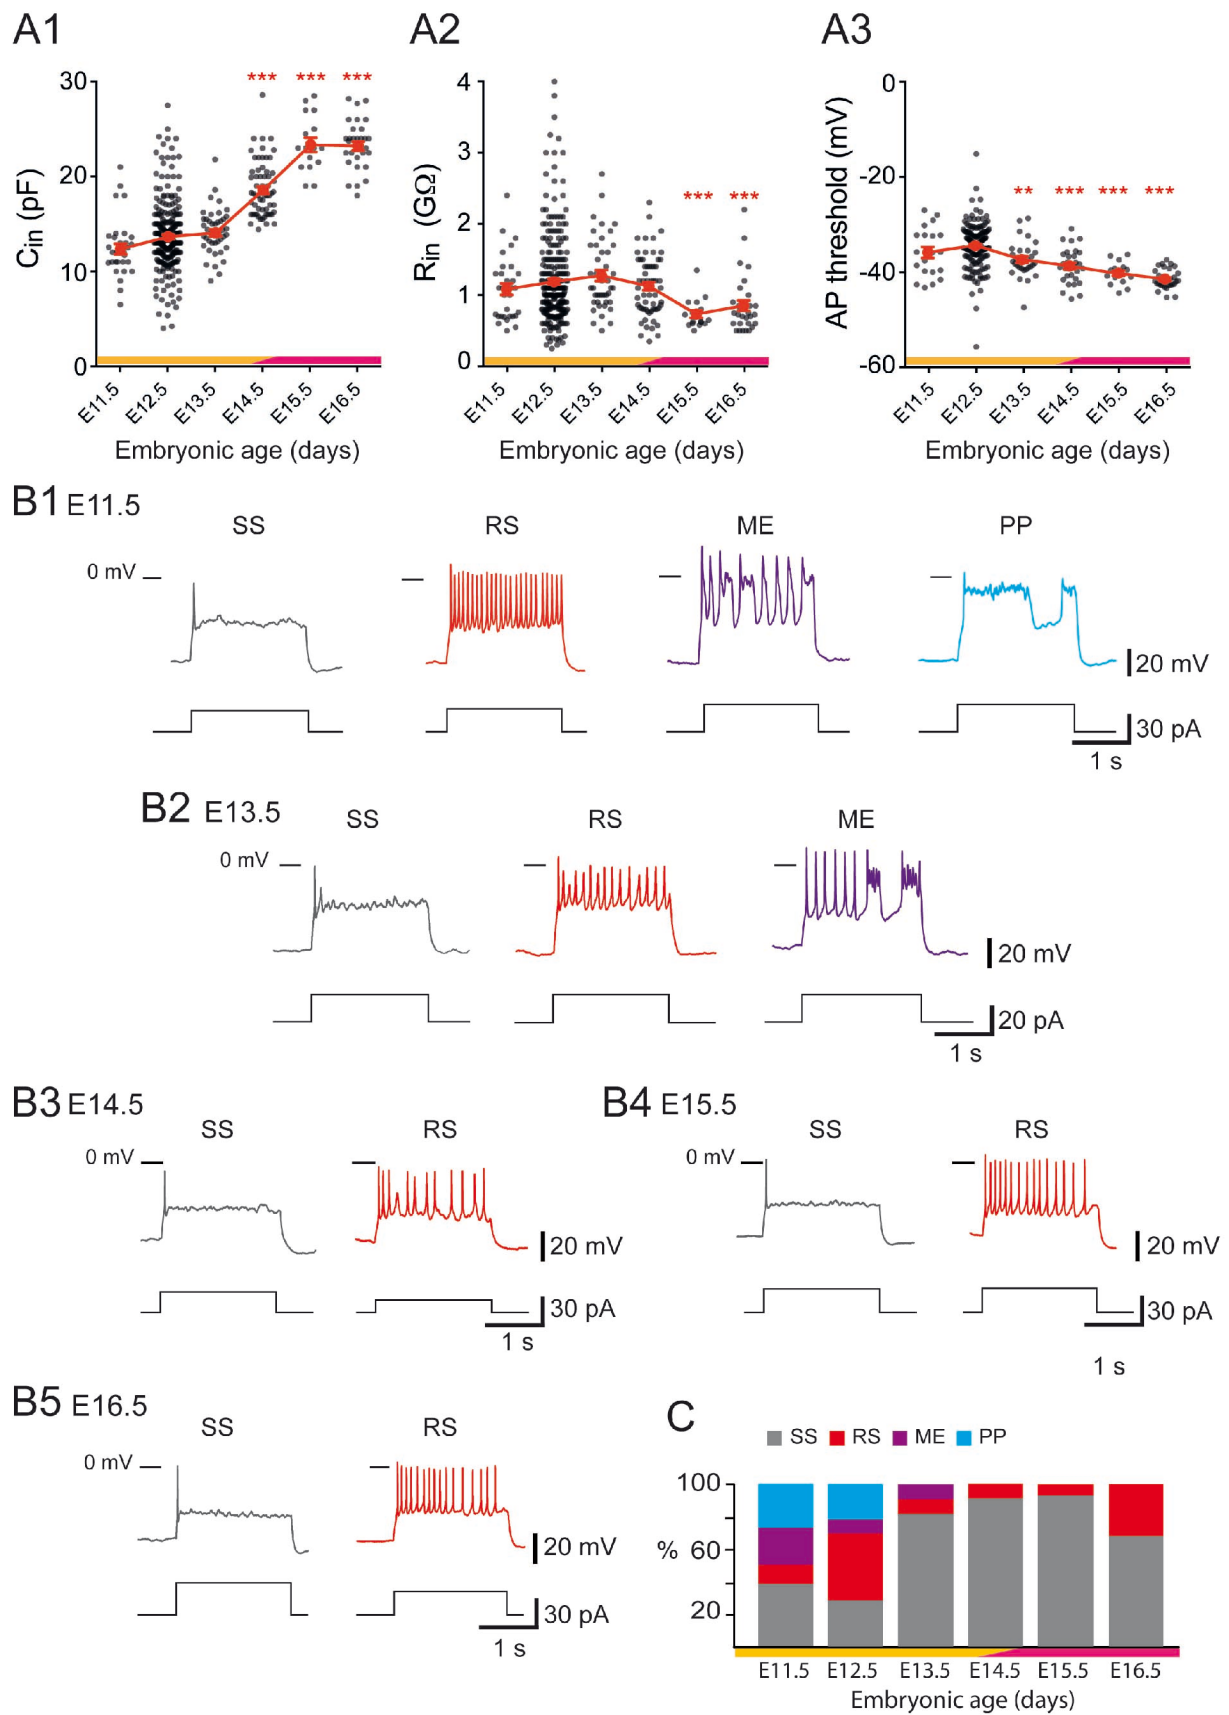 A1
A2
A3
30
20
10
0
Cin (pF)
*** *** ***
E11.5 E12.5 E13.5 E14.5 E15.5 E16.5
Embryonic age (days)
4
3
2
1
0
Rin (GΩ)
*** ***
E11.5 E12.5 E13.5 E14.5 E15.5 E16.5
Embryonic age (days)
0
-20
-40
-60
AP threshold (mV)
** *** *** ***
E11.5 E12.5 E13.5 E14.5 E15.5 E16.5
Embryonic age (days)
B1 E11.5
SS RS ME PP
0 mV
20 mV
30 pA
1 s
B2 E13.5
SS RS ME
0 mV
20 mV
20 pA
1 s
B3 E14.5
SS RS
0 mV
20 mV
30 pA
1 s
B4 E15.5
SS RS
0 mV
20 mV
30 pA
1 s
B5 E16.5
SS RS
0 mV
20 mV
30 pA
1 s
C
SS RS ME PP
100
% 60
20
E11.5 E12.5 E13.5 E14.5 E15.5 E16.5
Embryonic age (days)